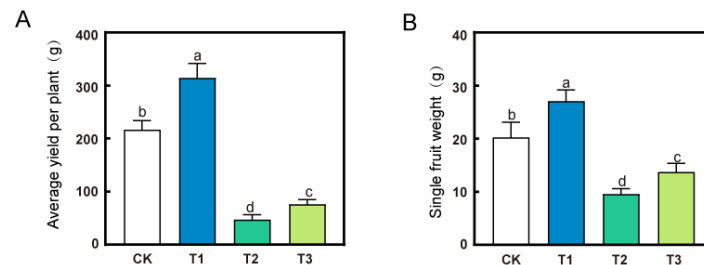 A
Average yield per plant（g）
400
300
200
100
0
b
a
d
c
CK T1 T2 T3
B
Single fruit weight（g）
40
30
20
10
0
b
a
d
c
CK T1 T2 T3